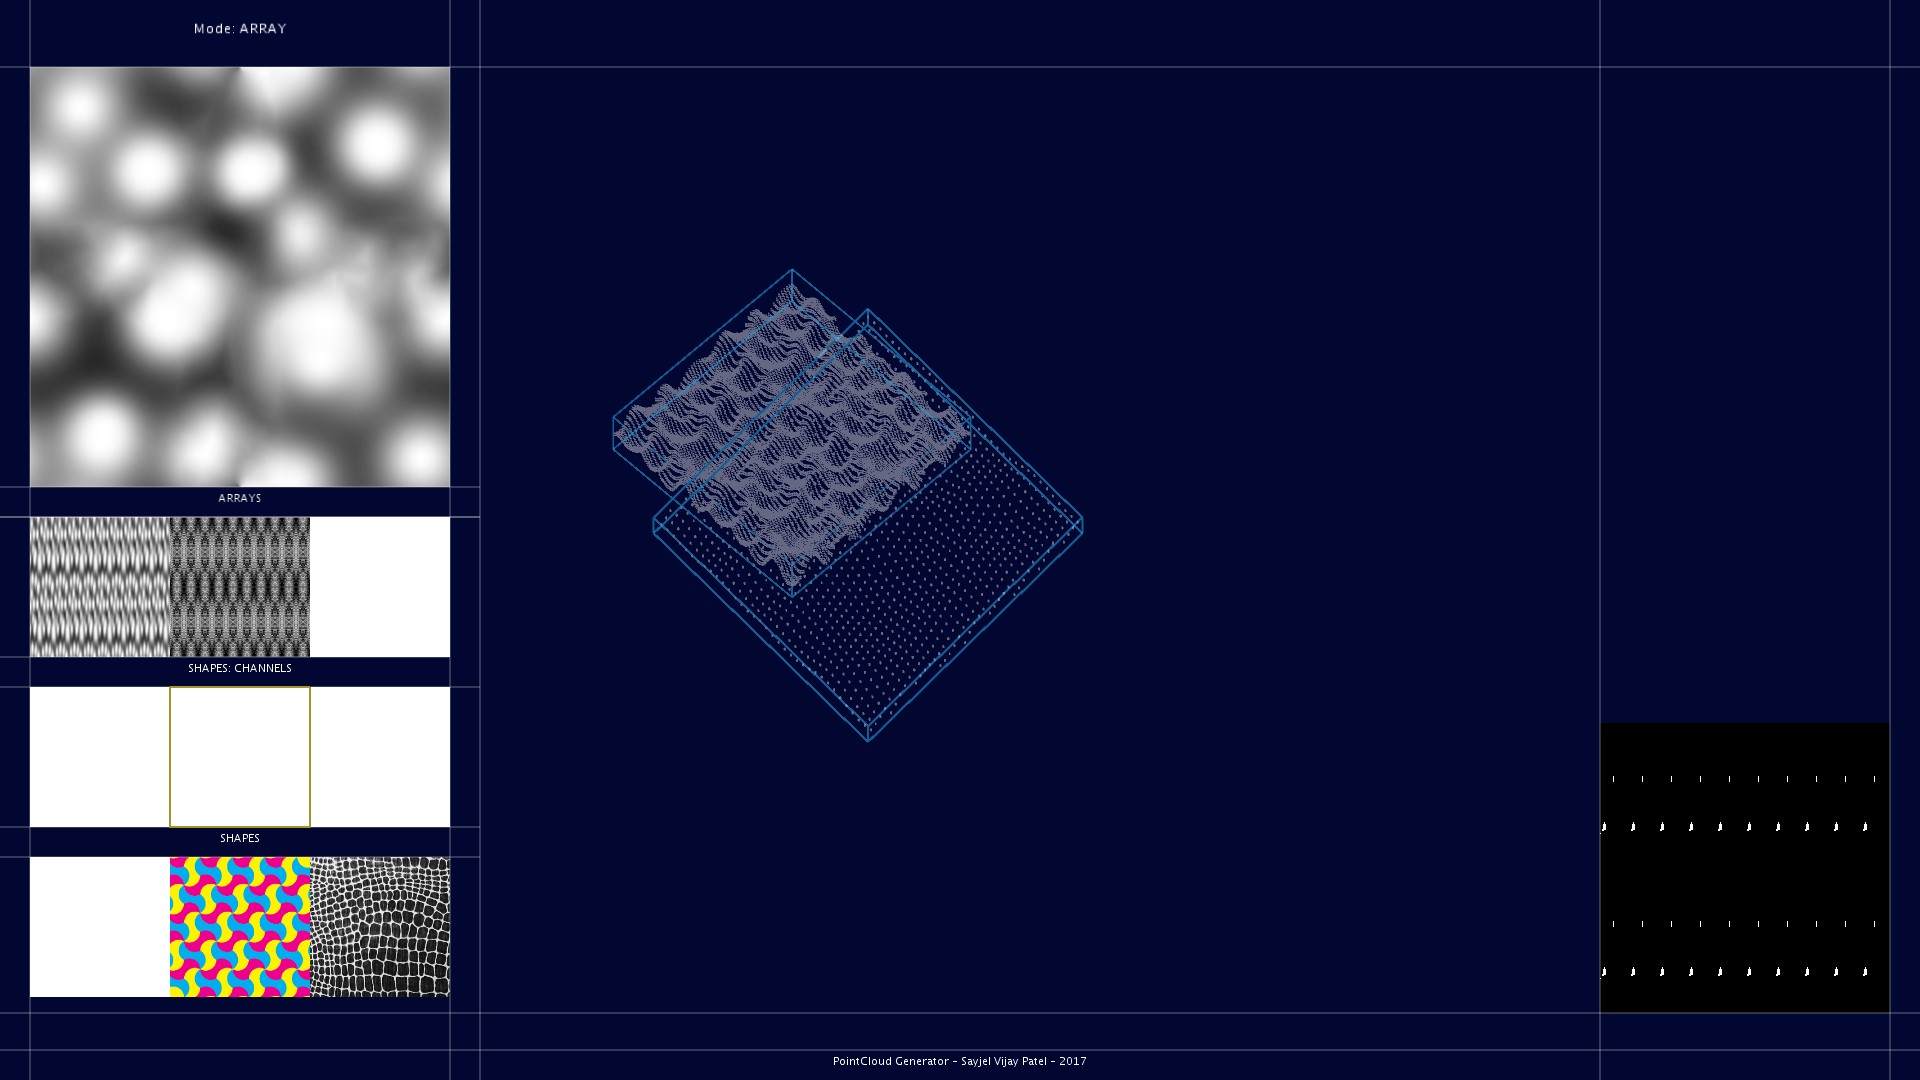 Mode: ARRAY
ARRAYS
SHAPES: CHANNELS
SHAPES
PointCloud Generator - Sayjel Vijay Patel - 2017